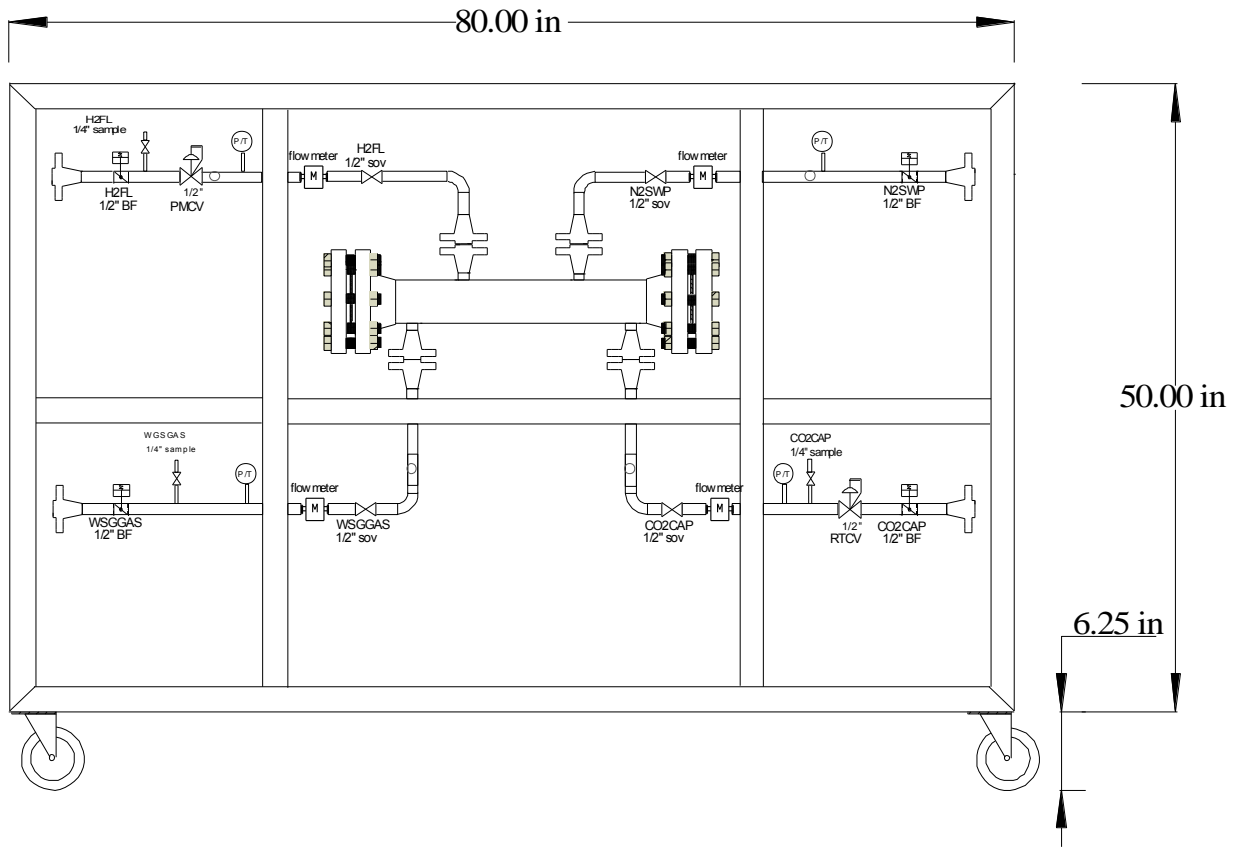 80.00 in
H2FL
1/4" sample
P/T
flow meter
M
H2FL
1/2" sov
H2FL
1/2" BF
1/2"
PMCV
flow meter
M
N2SWP
1/2" sov
P/T
N2SWP
1/2" BF
50.00 in
WGSGAS
1/4" sample
P/T
flow meter
M
WSGGAS
1/2" BF
WSGGAS
1/2" sov
CO2CAP
1/4" sample
P/T
flow meter
M
CO2CAP
1/2" sov
1/2"
RTCV
CO2CAP
1/2" BF
6.25 in